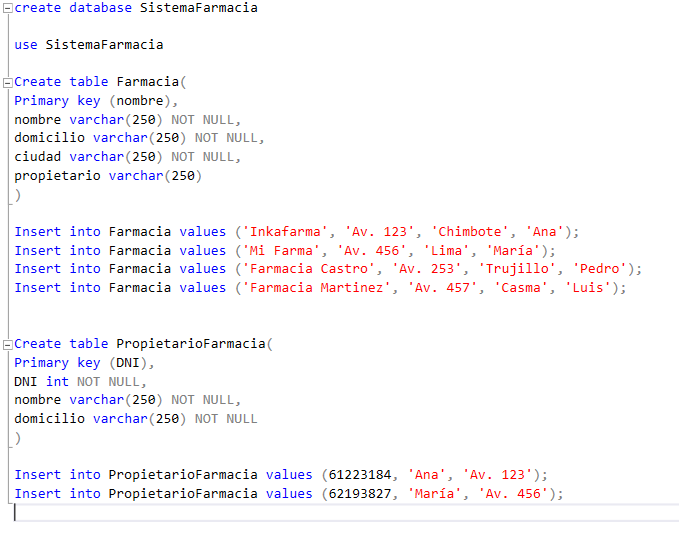 create database SistemaFarmacia
use SistemaFarmacia
Create table Farmacia(
Primary key (nombre),
nombre varchar(250) NOT NULL,
domicilio varchar(250) NOT NULL,
ciudad varchar(250) NOT NULL,
propietario varchar(250)
)
Insert into Farmacia values ('Inkafarma', 'Av. 123', 'Chimbote', 'Ana');
Insert into Farmacia values ('Mi Farma', 'Av. 456', 'Lima', 'María');
Insert into Farmacia values ('Farmacia Castro', 'Av. 253', 'Trujillo', 'Pedro');
Insert into Farmacia values ('Farmacia Martinez', 'Av. 457', 'Casma', 'Luis');
Create table PropietarioFarmacia(
Primary key (DNI),
DNI int NOT NULL,
nombre varchar(250) NOT NULL,
domicilio varchar(250) NOT NULL
)
Insert into PropietarioFarmacia values (61223184, 'Ana', 'Av. 123');
Insert into PropietarioFarmacia values (62193827, 'María', 'Av. 456');